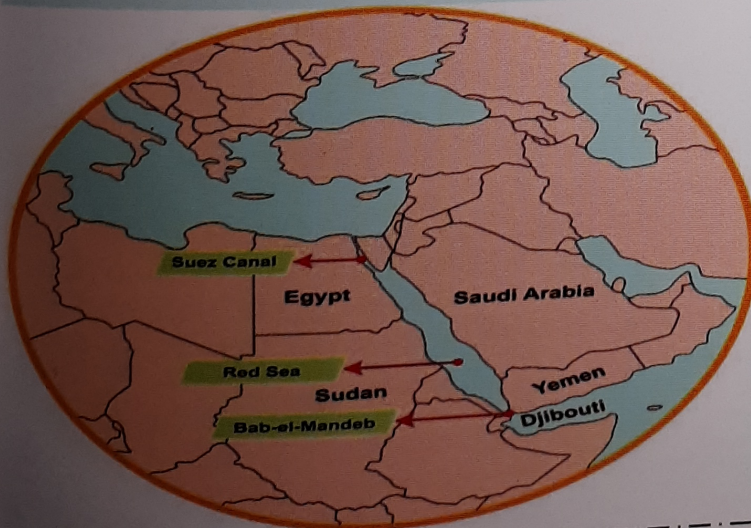 Suez Canal
Egypt
Saudi Arabia
Red Sea
Sudan
Yemen
Bab-el-Mandeb
Djibouti